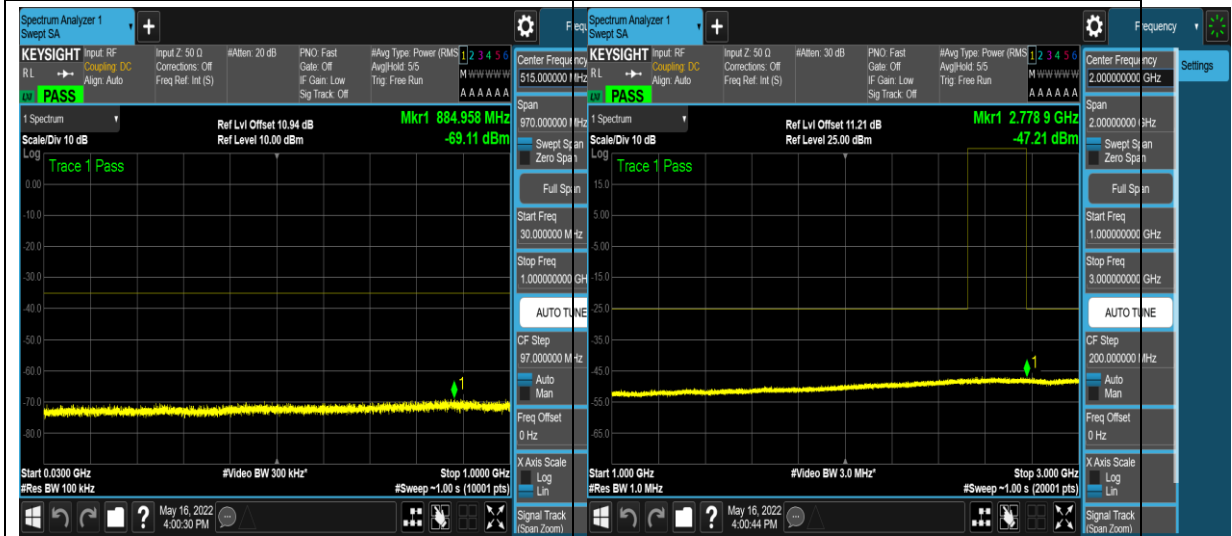 Spectrum Analyzer 1
Swept SA
+
Frequ
KEYSIGHT Input: RF Input Z: 50 Ω #Atten: 20 dB PNO: Fast #Avg Type: Power (RMS 1 2 3 4 5 6
RL Coupling: DC Corrections: Off Gate: Off Avg|Hold: 5/5 M W W W W W
Align: Auto Freq Ref: Int (S) IF Gain: Low Trig: Free Run
Sig Track: Off A A A A A A
PASS
1 Spectrum
Scale/Div 10 dB
Log
Ref Lvl Offset 10.94 dB
Ref Level 10.00 dBm
Mkr1 884.958 MHz
-69.11 dBm
Trace 1 Pass
0.00
-10.0
-20.0
-30.0
-40.0
-50.0
-60.0
-70.0
-80.0
1
Start 0.0300 GHz #Video BW 300 kHz* Stop 1.0000 GHz
#Res BW 100 kHz #Sweep ~1.00 s (10001 pts)
Center Frequency
515.000000 MHz
Span
970.000000 MHz
Swept Span
Zero Span
Full Span
Start Freq
30.000000 MHz
Stop Freq
1.000000000 GH
AUTO TUNE
CF Step
97.000000 MHz
Auto
Man
Freq Offset
0 Hz
X Axis Scale
Log
Lin
Signal Track
(Span Zoom)
?
May 16, 2022
4:00:30 PM
Spectrum Analyzer 1
Swept SA
+
Frequency
Settings
KEYSIGHT Input: RF Input Z: 50 Ω #Atten: 30 dB PNO: Fast #Avg Type: Power (RMS 1 2 3 4 5 6
RL Coupling: DC Corrections: Off Gate: Off Avg|Hold: 5/5 M W W W W W
Align: Auto Freq Ref: Int (S) IF Gain: Low Trig: Free Run
Sig Track: Off A A A A A A
PASS
1 Spectrum
Scale/Div 10 dB
Log
Ref Lvl Offset 11.21 dB
Ref Level 25.00 dBm
Mkr1 2.778 9 GHz
-47.21 dBm
Trace 1 Pass
15.0
5.00
-5.00
-15.0
-25.0
-35.0
-45.0
-55.0
-65.0
1
Start 1.000 GHz #Video BW 3.0 MHz* Stop 3.000 GHz
#Res BW 1.0 MHz #Sweep ~1.00 s (20001 pts)
Center Frequency
2.000000000 GHz
Span
2.00000000 GHz
Swept Span
Zero Span
Full Span
Start Freq
1.000000000 GHz
Stop Freq
3.000000000 GHz
AUTO TUNE
CF Step
200.000000 MHz
Auto
Man
Freq Offset
0 Hz
X Axis Scale
Log
Lin
Signal Track
(Span Zoom)
?
May 16, 2022
4:00:44 PM